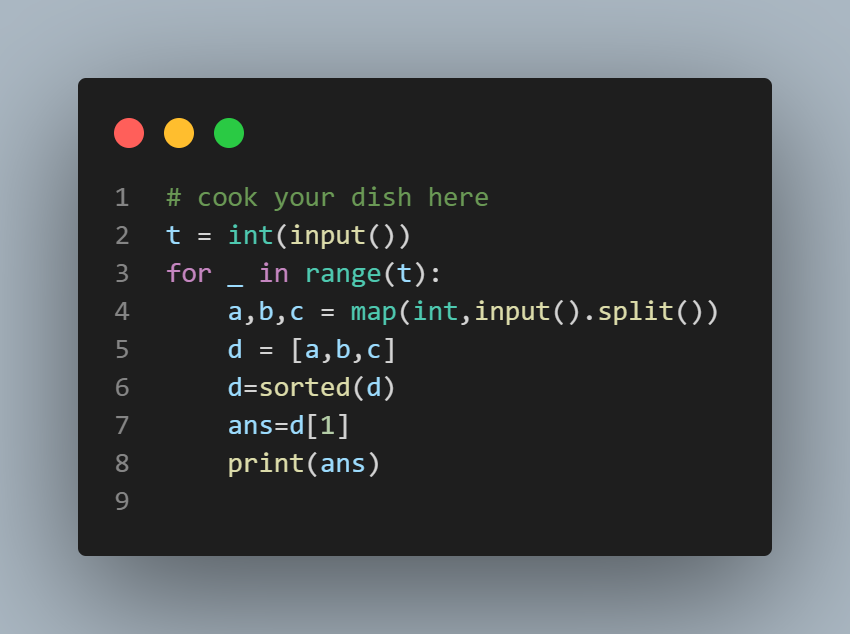 1 # cook your dish here
2 t = int(input())
3 for _ in range(t):
4     a,b,c = map(int,input().split())
5     d = [a,b,c]
6     d=sorted(d)
7     ans=d[1]
8     print(ans)
9